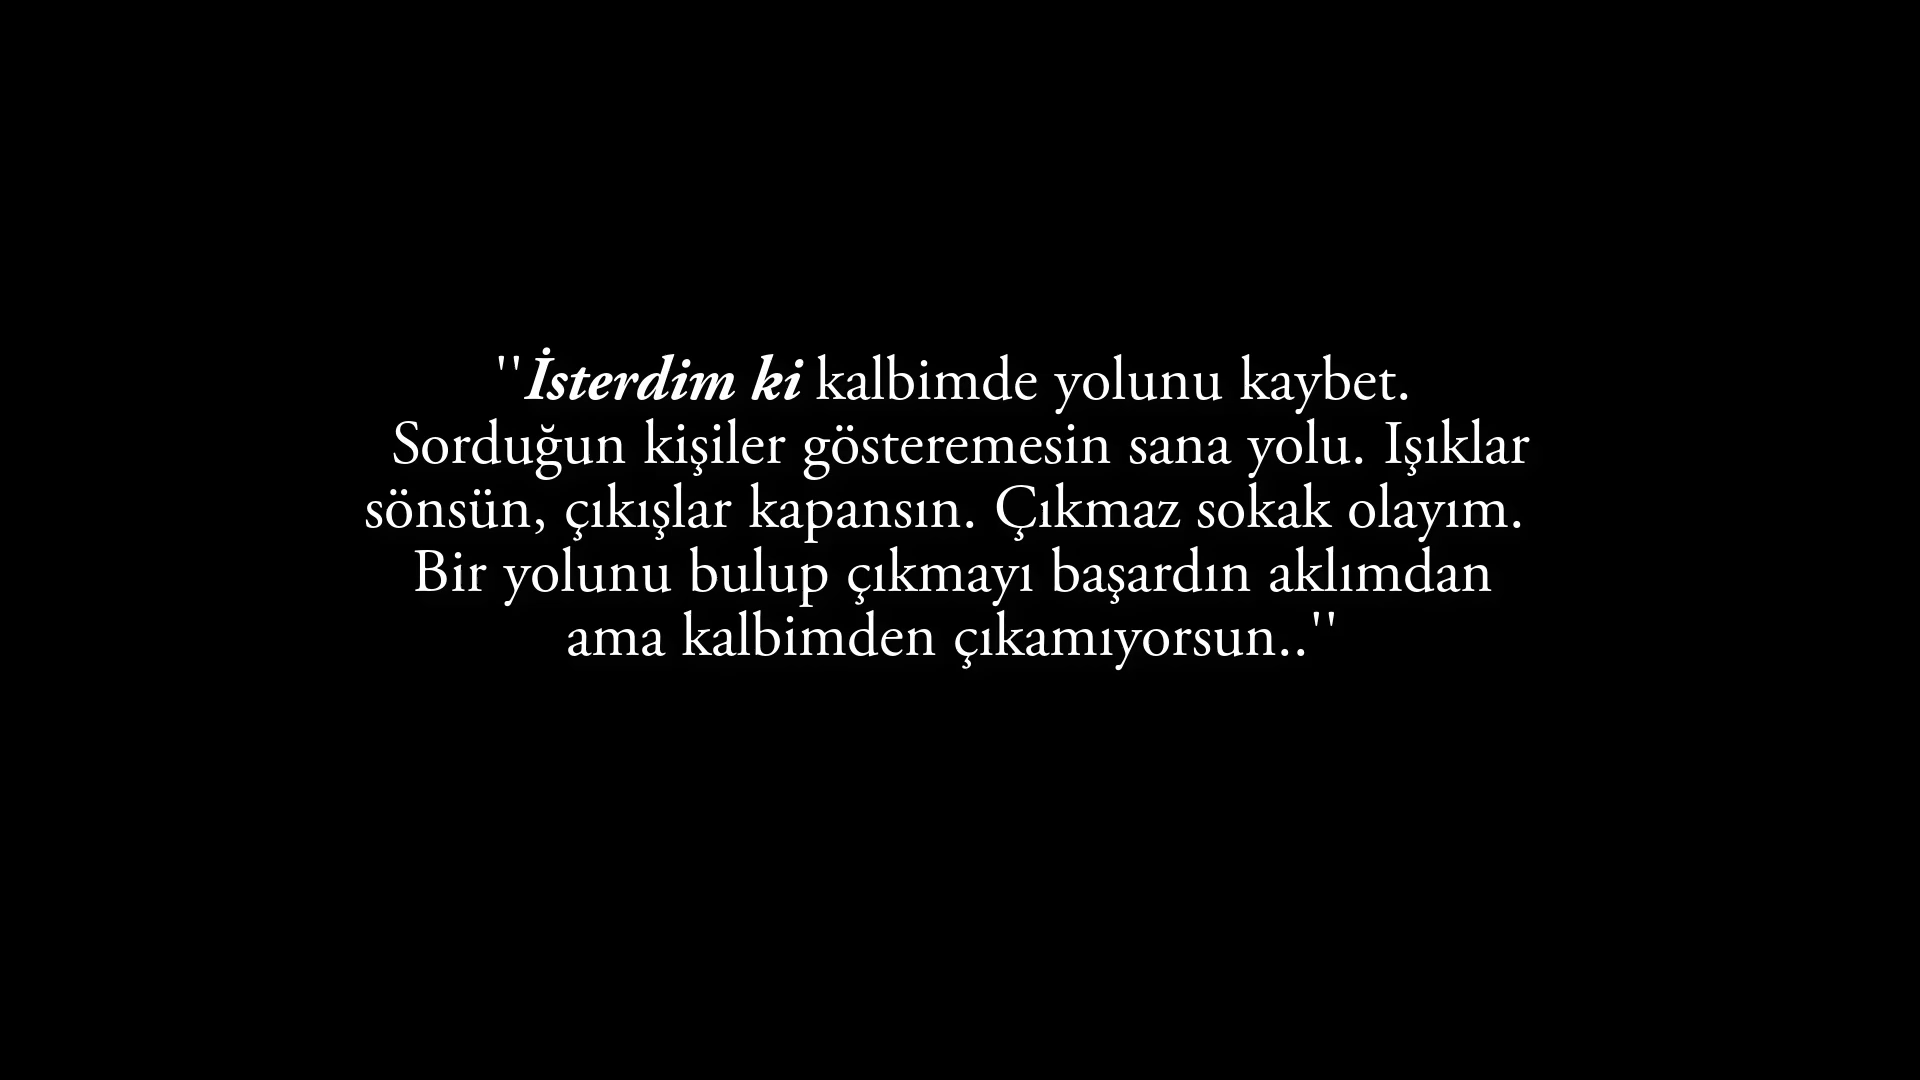 ''İsterdim ki kalbimde yolunu kaybet.
Sorduğun kişiler gösteremesin sana yolu. Işıklar
sönsün, çıkışlar kapansın. Çıkmaz sokak olayım.
Bir yolunu bulup çıkmayı başardın aklımdan
ama kalbimden çıkamıyorsun..''